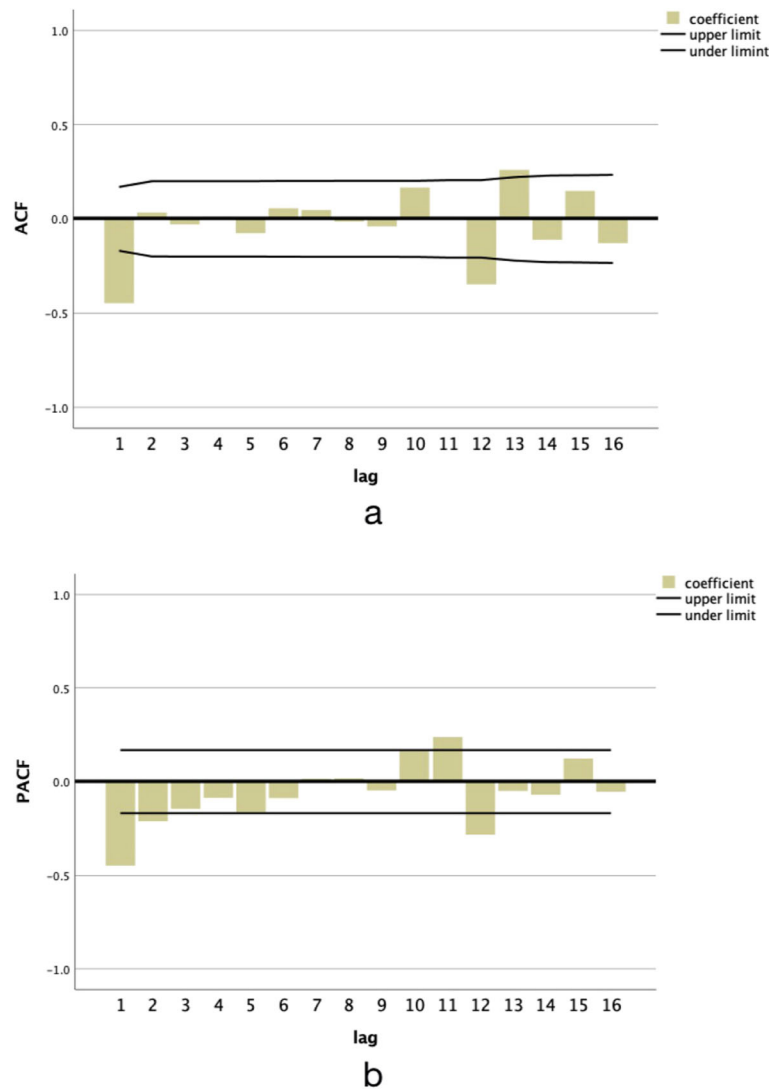 1.0
0.5
0.0
-0.5
-1.0
ACF
1 2 3 4 5 6 7 8 9 10 11 12 13 14 15 16
lag
coefficient
upper limit
under limint
a
1.0
0.5
0.0
-0.5
-1.0
PACF
1 2 3 4 5 6 7 8 9 10 11 12 13 14 15 16
lag
coefficient
upper limit
under limit
b